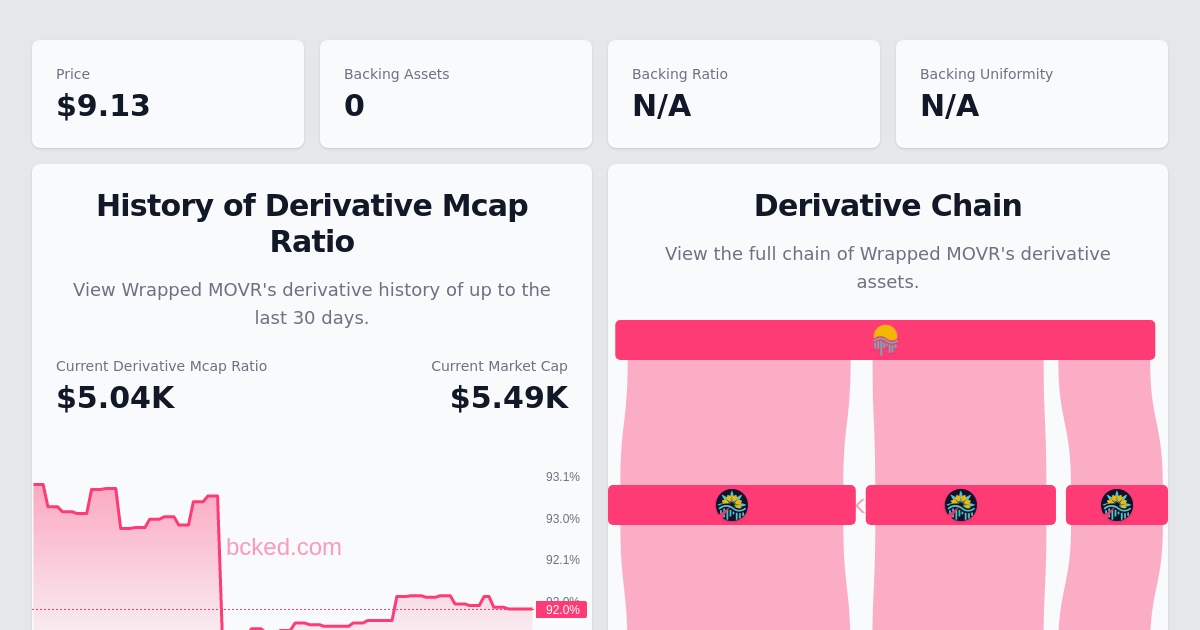 Price
$9.13
Backing Assets
0
Backing Ratio
N/A
Backing Uniformity
N/A
History of Derivative Mcap
Ratio
View Wrapped MOVR's derivative history of up to the
last 30 days.
Current Derivative Mcap Ratio
$5.04K
Current Market Cap
$5.49K
93.1%
93.0%
92.1%
92.0%
92.0%
bcked.com
Derivative Chain
View the full chain of Wrapped MOVR's derivative
assets.